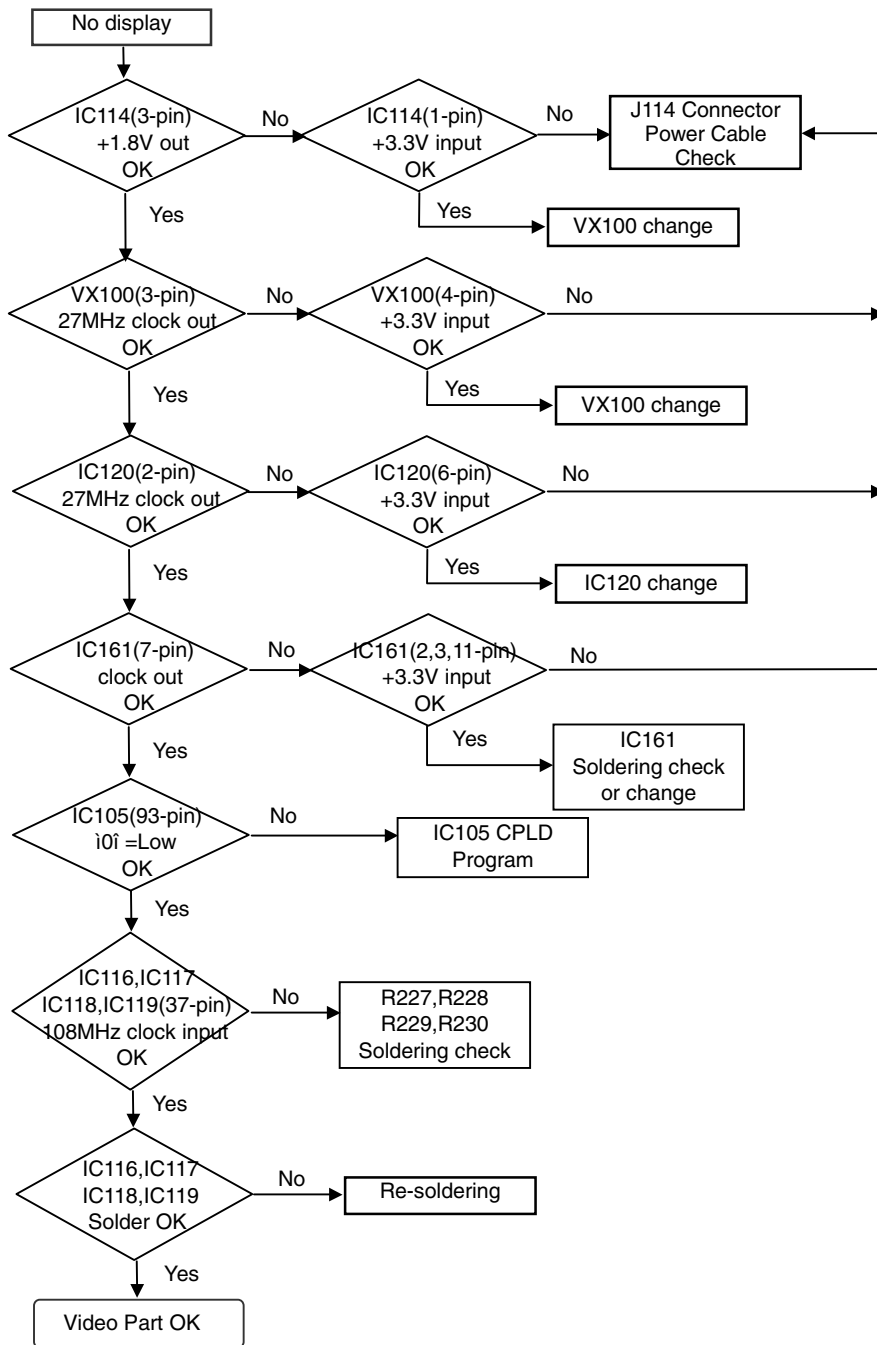 No display
IC114(3-pin)
+1.8V out
OK
No
IC114(1-pin)
+3.3V input
OK
No
J114 Connector
Power Cable
Check
Yes
Yes
VX100 change
VX100(3-pin)
27MHz clock out
OK
No
VX100(4-pin)
+3.3V input
OK
No
Yes
Yes
VX100 change
IC120(2-pin)
27MHz clock out
OK
No
IC120(6-pin)
+3.3V input
OK
No
Yes
Yes
IC120 change
IC161(7-pin)
clock out
OK
No
IC161(2,3,11-pin)
+3.3V input
OK
No
Yes
Yes
IC161
Soldering check
or change
IC105(93-pin)
ì0î =Low
OK
No
IC105 CPLD
Program
Yes
IC116,IC117
IC118,IC119(37-pin)
108MHz clock input
OK
No
R227,R228
R229,R230
Soldering check
Yes
IC116,IC117
IC118,IC119
Solder OK
No
Re-soldering
Yes
Video Part OK